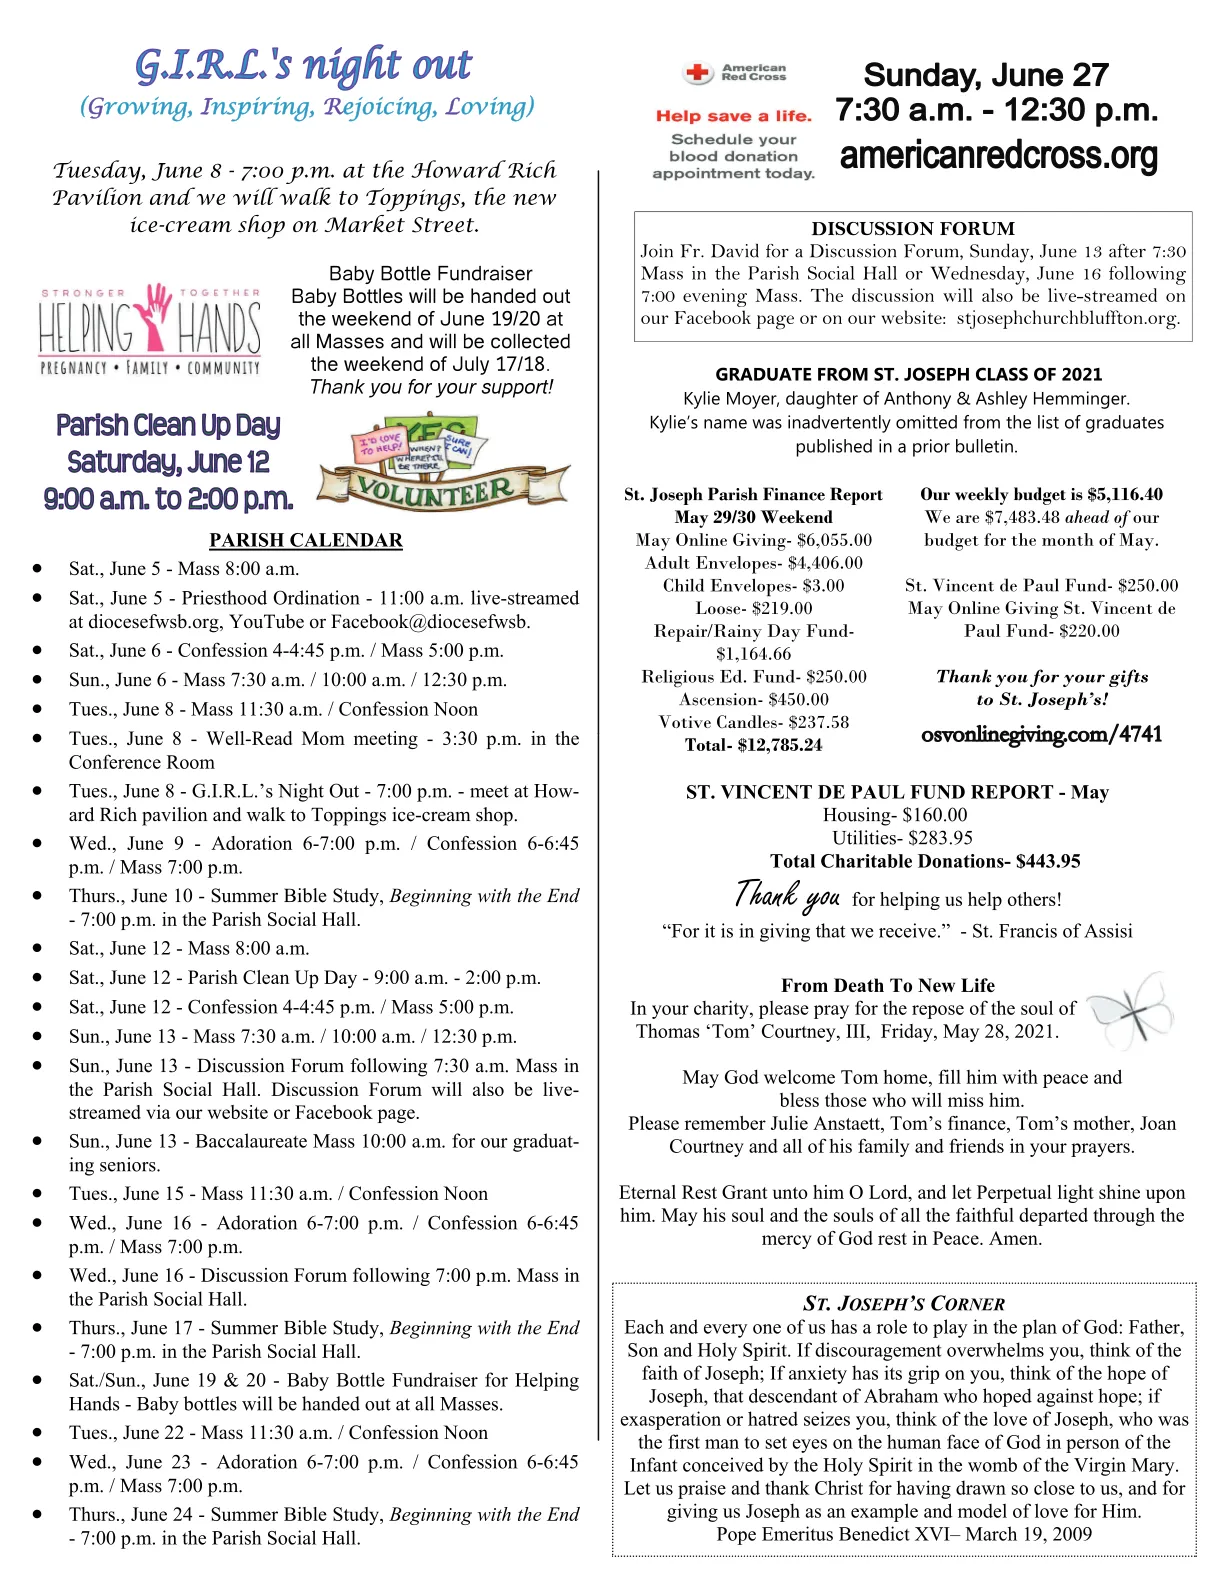 G.I.R.L.'s night out
(Growing, Inspiring, Rejoicing, Loving)
Tuesday, June 8 - 7:00 p.m. at the Howard Rich
Pavilion and we will walk to Toppings, the new
ice-cream shop on Market Street.
STRONGER TOGETHER
HELPING HANDS
PREGNANCY • FAMILY • COMMUNITY
Baby Bottle Fundraiser
Baby Bottles will be handed out
the weekend of June 19/20 at
all Masses and will be collected
the weekend of July 17/18.
Thank you for your support!
Parish Clean Up Day
Saturday, June 12
9:00 a.m. to 2:00 p.m.
YES
I'D LOVE
TO HELP!
WHEN?
WHERE? I'LL
BE THERE
SURE
I CAN!
VOLUNTEER
PARISH CALENDAR
• Sat., June 5 - Mass 8:00 a.m.
• Sat., June 5 - Priesthood Ordination - 11:00 a.m. live-streamed
at diocesefwsb.org, YouTube or Facebook@diocesefwsb.
• Sat., June 6 - Confession 4-4:45 p.m. / Mass 5:00 p.m.
• Sun., June 6 - Mass 7:30 a.m. / 10:00 a.m. / 12:30 p.m.
• Tues., June 8 - Mass 11:30 a.m. / Confession Noon
• Tues., June 8 - Well-Read Mom meeting - 3:30 p.m. in the
Conference Room
• Tues., June 8 - G.I.R.L.'s Night Out - 7:00 p.m. - meet at How-
ard Rich pavilion and walk to Toppings ice-cream shop.
• Wed., June 9 - Adoration 6-7:00 p.m. / Confession 6-6:45
p.m. / Mass 7:00 p.m.
• Thurs., June 10 - Summer Bible Study, Beginning with the End
- 7:00 p.m. in the Parish Social Hall.
• Sat., June 12 - Mass 8:00 a.m.
• Sat., June 12 - Parish Clean Up Day - 9:00 a.m. - 2:00 p.m.
• Sat., June 12 - Confession 4-4:45 p.m. / Mass 5:00 p.m.
• Sun., June 13 - Mass 7:30 a.m. / 10:00 a.m. / 12:30 p.m.
• Sun., June 13 - Discussion Forum following 7:30 a.m. Mass in
the Parish Social Hall. Discussion Forum will also be live-
streamed via our website or Facebook page.
• Sun., June 13 - Baccalaureate Mass 10:00 a.m. for our graduat-
ing seniors.
• Tues., June 15 - Mass 11:30 a.m. / Confession Noon
• Wed., June 16 - Adoration 6-7:00 p.m. / Confession 6-6:45
p.m. / Mass 7:00 p.m.
• Wed., June 16 - Discussion Forum following 7:00 p.m. Mass in
the Parish Social Hall.
• Thurs., June 17 - Summer Bible Study, Beginning with the End
- 7:00 p.m. in the Parish Social Hall.
• Sat./Sun., June 19 & 20 - Baby Bottle Fundraiser for Helping
Hands - Baby bottles will be handed out at all Masses.
• Tues., June 22 - Mass 11:30 a.m. / Confession Noon
• Wed., June 23 - Adoration 6-7:00 p.m. / Confession 6-6:45
p.m. / Mass 7:00 p.m.
• Thurs., June 24 - Summer Bible Study, Beginning with the End
- 7:00 p.m. in the Parish Social Hall.
American
Red Cross
Help save a life.
Schedule your
blood donation
appointment today.
Sunday, June 27
7:30 a.m. - 12:30 p.m.
americanredcross.org
DISCUSSION FORUM
Join Fr. David for a Discussion Forum, Sunday, June 13 after 7:30
Mass in the Parish Social Hall or Wednesday, June 16 following
7:00 evening Mass. The discussion will also be live-streamed on
our Facebook page or on our website: stjosephchurchbluffton.org.
GRADUATE FROM ST. JOSEPH CLASS OF 2021
Kylie Moyer, daughter of Anthony & Ashley Hemminger.
Kylie's name was inadvertently omitted from the list of graduates
published in a prior bulletin.
St. Joseph Parish Finance Report
May 29/30 Weekend
May Online Giving- $6,055.00
Adult Envelopes- $4,406.00
Child Envelopes- $3.00
Loose- $219.00
Repair/Rainy Day Fund-
$1,164.66
Religious Ed. Fund- $250.00
Ascension- $450.00
Votive Candles- $237.58
Total- $12,785.24
Our weekly budget is $5,116.40
We are $7,483.48 ahead of our
budget for the month of May.
St. Vincent de Paul Fund- $250.00
May Online Giving St. Vincent de
Paul Fund- $220.00
Thank you for your gifts
to St. Joseph's!
osvonlinegiving.com/4741
ST. VINCENT DE PAUL FUND REPORT - May
Housing- $160.00
Utilities- $283.95
Total Charitable Donations- $443.95
Thank you for helping us help others!
“For it is in giving that we receive.” - St. Francis of Assisi
From Death To New Life
In your charity, please pray for the repose of the soul of
Thomas ‘Tom’ Courtney, III, Friday, May 28, 2021.
May God welcome Tom home, fill him with peace and
bless those who will miss him.
Please remember Julie Anstaett, Tom’s finance, Tom’s mother, Joan
Courtney and all of his family and friends in your prayers.
Eternal Rest Grant unto him O Lord, and let Perpetual light shine upon
him. May his soul and the souls of all the faithful departed through the
mercy of God rest in Peace. Amen.
ST. JOSEPH’S CORNER
Each and every one of us has a role to play in the plan of God: Father,
Son and Holy Spirit. If discouragement overwhelms you, think of the
faith of Joseph; If anxiety has its grip on you, think of the hope of
Joseph, that descendant of Abraham who hoped against hope; if
exasperation or hatred seizes you, think of the love of Joseph, who was
the first man to set eyes on the human face of God in person of the
Infant conceived by the Holy Spirit in the womb of the Virgin Mary.
Let us praise and thank Christ for having drawn so close to us, and for
giving us Joseph as an example and model of love for Him.
Pope Emeritus Benedict XVI– March 19, 2009